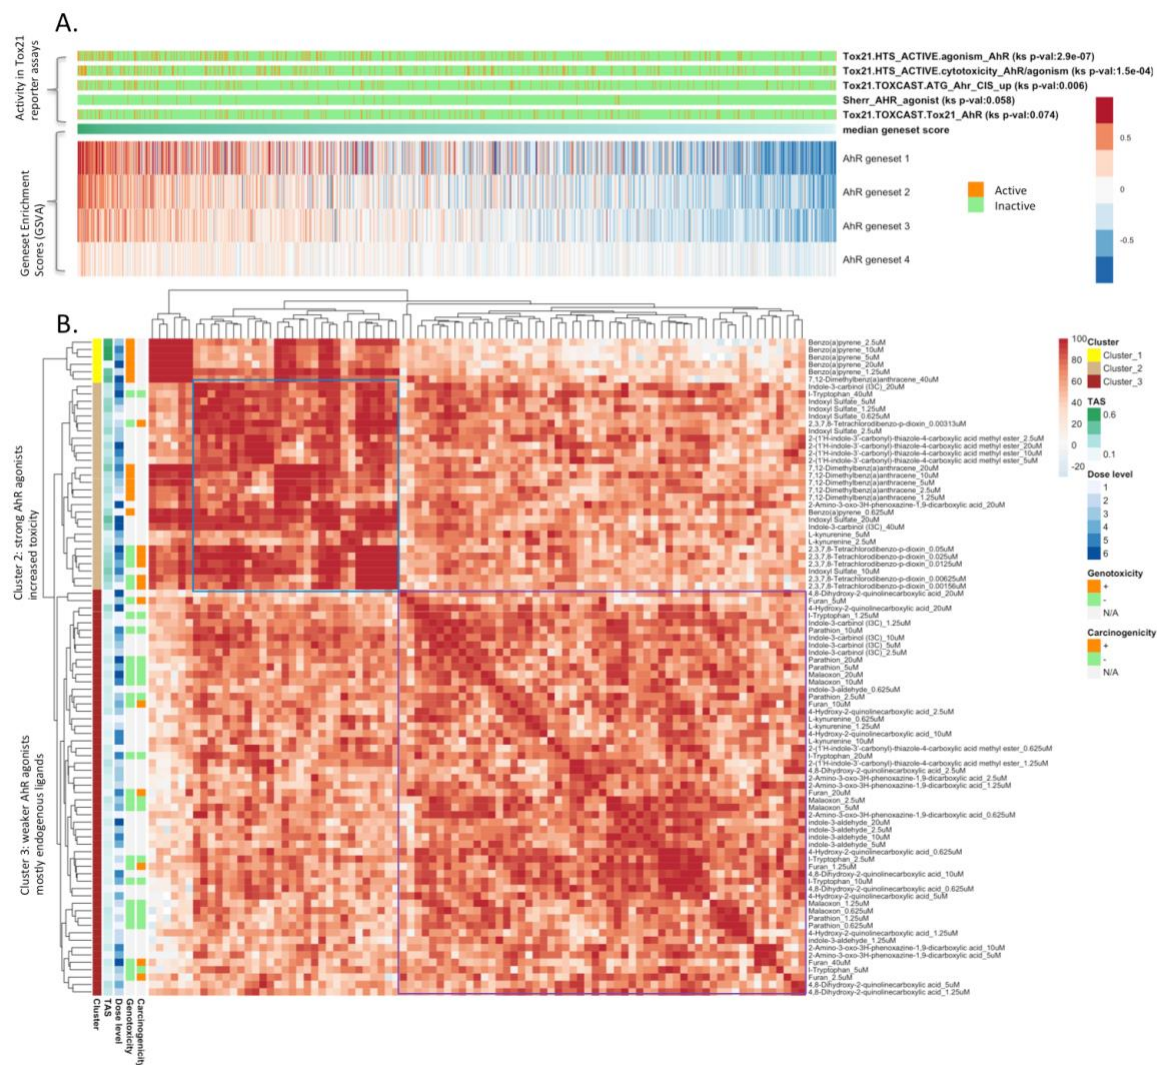 A.
Activity in Tox21
reporter assays
Tox21.HTS_ACTIVE.agonism_AhR (ks p-val:2.9e-07)
Tox21.HTS_ACTIVE.cytotoxicity_AhR/agonism (ks p-val:1.5e-04)
Tox21.TOXCAST.ATG_Ahr_CIS_up (ks p-val:0.006)
Sherr_AHR_agonist (ks p-val:0.058)
Tox21.TOXCAST.Tox21_AhR (ks p-val:0.074)
median geneset score
Geneset Enrichment
Scores (GSVA)
AhR geneset 1
AhR geneset 2
AhR geneset 3
AhR geneset 4
Active
Inactive
0.5
0
-0.5
B.
Cluster 2: strong AhR agonists
increased toxicity
Cluster 3: weaker AhR agonists
mostly endogenous ligands
Benzo(a)pyrene_2.5uM
Benzo(a)pyrene_10uM
Benzo(a)pyrene_5uM
Benzo(a)pyrene_20uM
Benzo(a)pyrene_1.25uM
7,12-Dimethylbenz(a)anthracene_40uM
Indole-3-carbinol (I3C)_20uM
l-Tryptophan_40uM
Indoxyl Sulfate_5uM
Indoxyl Sulfate_1.25uM
Indoxyl Sulfate_0.625uM
2,3,7,8-Tetrachlorodibenzo-p-dioxin_0.00313uM
Indoxyl Sulfate_2.5uM
2-(1'H-indole-3'-carbonyl)-thiazole-4-carboxylic acid methyl ester_2.5uM
2-(1'H-indole-3'-carbonyl)-thiazole-4-carboxylic acid methyl ester_20uM
2-(1'H-indole-3'-carbonyl)-thiazole-4-carboxylic acid methyl ester_10uM
2-(1'H-indole-3'-carbonyl)-thiazole-4-carboxylic acid methyl ester_5uM
7,12-Dimethylbenz(a)anthracene_20uM
7,12-Dimethylbenz(a)anthracene_10uM
7,12-Dimethylbenz(a)anthracene_5uM
7,12-Dimethylbenz(a)anthracene_2.5uM
7,12-Dimethylbenz(a)anthracene_1.25uM
2-Amino-3-oxo-3H-phenoxazine-1,9-dicarboxylic acid_20uM
Benzo(a)pyrene_0.625uM
Indoxyl Sulfate_20uM
Indole-3-carbinol (I3C)_40uM
L-kynurenine_5uM
L-kynurenine_2.5uM
2,3,7,8-Tetrachlorodibenzo-p-dioxin_0.05uM
2,3,7,8-Tetrachlorodibenzo-p-dioxin_0.025uM
2,3,7,8-Tetrachlorodibenzo-p-dioxin_0.0125uM
Indoxyl Sulfate_10uM
2,3,7,8-Tetrachlorodibenzo-p-dioxin_0.00625uM
2,3,7,8-Tetrachlorodibenzo-p-dioxin_0.00156uM
4,8-Dihydroxy-2-quinolinecarboxylic acid_20uM
Furan_5uM
4-Hydroxy-2-quinolinecarboxylic acid_20uM
l-Tryptophan_1.25uM
Indole-3-carbinol (I3C)_1.25uM
Parathion_10uM
Indole-3-carbinol (I3C)_10uM
Indole-3-carbinol (I3C)_5uM
Indole-3-carbinol (I3C)_2.5uM
Parathion_20uM
Parathion_5uM
Malaoxon_20uM
Malaoxon_10uM
indole-3-aldehyde_0.625uM
Parathion_2.5uM
Furan_10uM
4-Hydroxy-2-quinolinecarboxylic acid_2.5uM
L-kynurenine_0.625uM
L-kynurenine_1.25uM
4-Hydroxy-2-quinolinecarboxylic acid_10uM
L-kynurenine_10uM
2-(1'H-indole-3'-carbonyl)-thiazole-4-carboxylic acid methyl ester_0.625uM
l-Tryptophan_20uM
2-(1'H-indole-3'-carbonyl)-thiazole-4-carboxylic acid methyl ester_1.25uM
4,8-Dihydroxy-2-quinolinecarboxylic acid_2.5uM
2-Amino-3-oxo-3H-phenoxazine-1,9-dicarboxylic acid_2.5uM
2-Amino-3-oxo-3H-phenoxazine-1,9-dicarboxylic acid_1.25uM
Furan_20uM
Malaoxon_2.5uM
Malaoxon_5uM
2-Amino-3-oxo-3H-phenoxazine-1,9-dicarboxylic acid_0.625uM
indole-3-aldehyde_20uM
indole-3-aldehyde_2.5uM
indole-3-aldehyde_10uM
indole-3-aldehyde_5uM
4-Hydroxy-2-quinolinecarboxylic acid_0.625uM
l-Tryptophan_2.5uM
Furan_1.25uM
4,8-Dihydroxy-2-quinolinecarboxylic acid_10uM
l-Tryptophan_10uM
4,8-Dihydroxy-2-quinolinecarboxylic acid_0.625uM
4-Hydroxy-2-quinolinecarboxylic acid_5uM
Malaoxon_1.25uM
Malaoxon_0.625uM
Parathion_1.25uM
Parathion_0.625uM
4-Hydroxy-2-quinolinecarboxylic acid_1.25uM
indole-3-aldehyde_1.25uM
2-Amino-3-oxo-3H-phenoxazine-1,9-dicarboxylic acid_10uM
2-Amino-3-oxo-3H-phenoxazine-1,9-dicarboxylic acid_5uM
Furan_40uM
l-Tryptophan_5uM
Furan_2.5uM
4,8-Dihydroxy-2-quinolinecarboxylic acid_5uM
4,8-Dihydroxy-2-quinolinecarboxylic acid_1.25uM
100
80
60
40
20
0
-20
Cluster
Cluster_1
Cluster_2
Cluster_3
TAS
0.6
0.1
Dose level
1
2
3
4
5
6
Genotoxicity
+
-
N/A
Carcinogenicity
+
-
N/A
Cluster
TAS
Dose level
Genotoxicity
Carcinogenicity